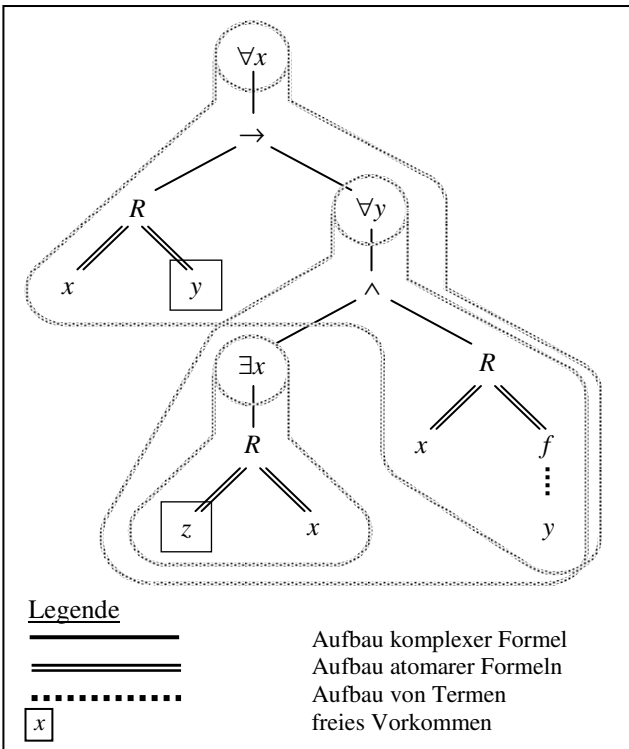 ∀x
→
R ∀y
x y ∧
∃x R
R x f
z x y
Legende
Aufbau komplexer Formel
Aufbau atomarer Formeln
Aufbau von Termen
x freies Vorkommen